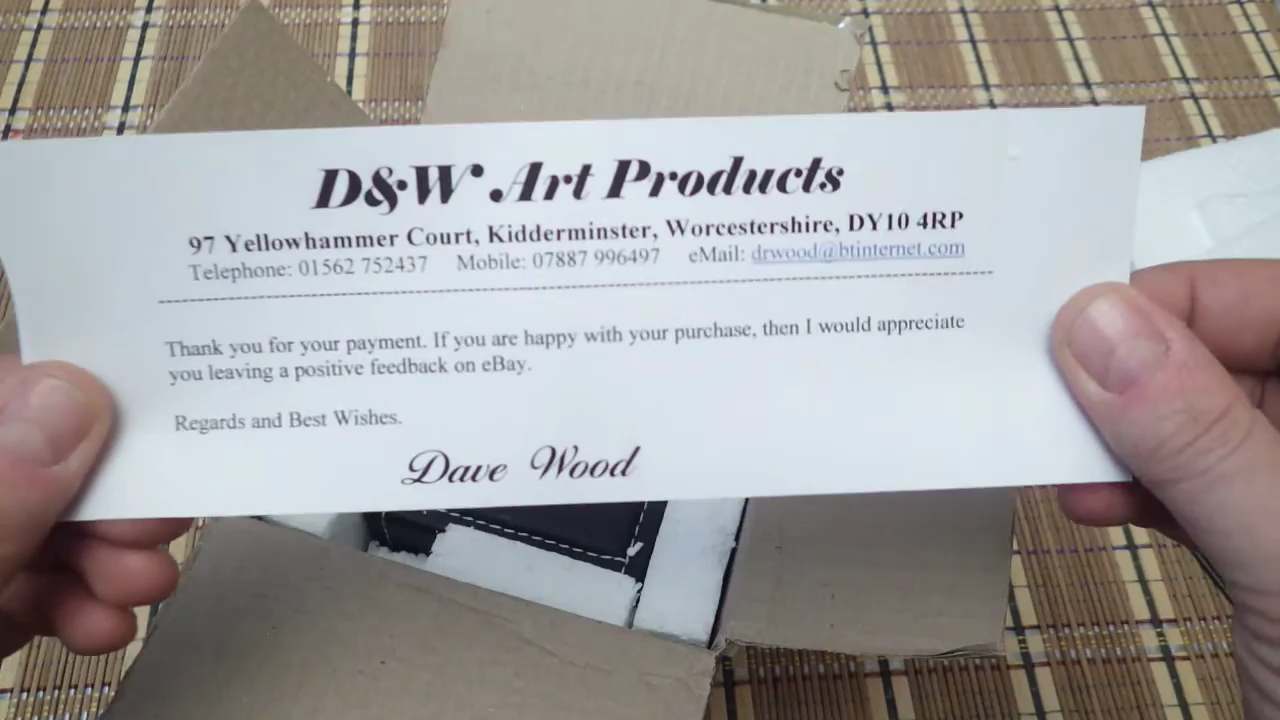 D&W Art Products
97 Yellowhammer Court, Kidderminster, Worcestershire, DY10 4RP
Telephone: 01562 752437 Mobile: 07887 996497 eMail: drwood@btinternet.com
Thank you for your payment. If you are happy with your purchase, then I would appreciate
you leaving a positive feedback on eBay.
Regards and Best Wishes.
Dave Wood